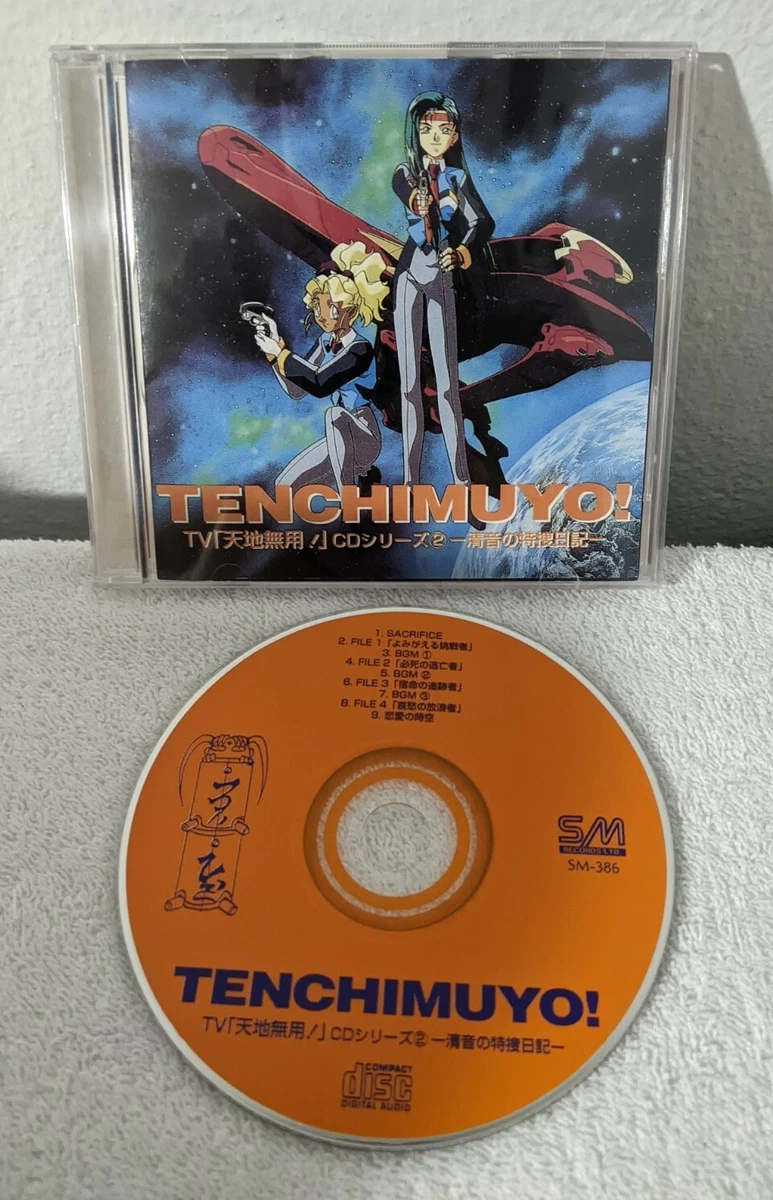 TENCHIMUYO!
TV「天地無用!」CDシリーズ② ー清音の特捜日記ー
1. SACRIFICE
2. FILE 1「よみがえる挑戦者」
3. BGM ①
4. FILE 2「必死の逃亡者」
5. BGM ②
6. FILE 3「宿命の追跡者」
7. BGM ③
8. FILE 4「哀愁の放浪者」
9. 恋愛の時空
SM
RECORDS LTD
SM-386
TENCHIMUYO!
TV「天地無用!」CDシリーズ② ー清音の特捜日記ー
COMPACT
disc
DIGITAL AUDIO